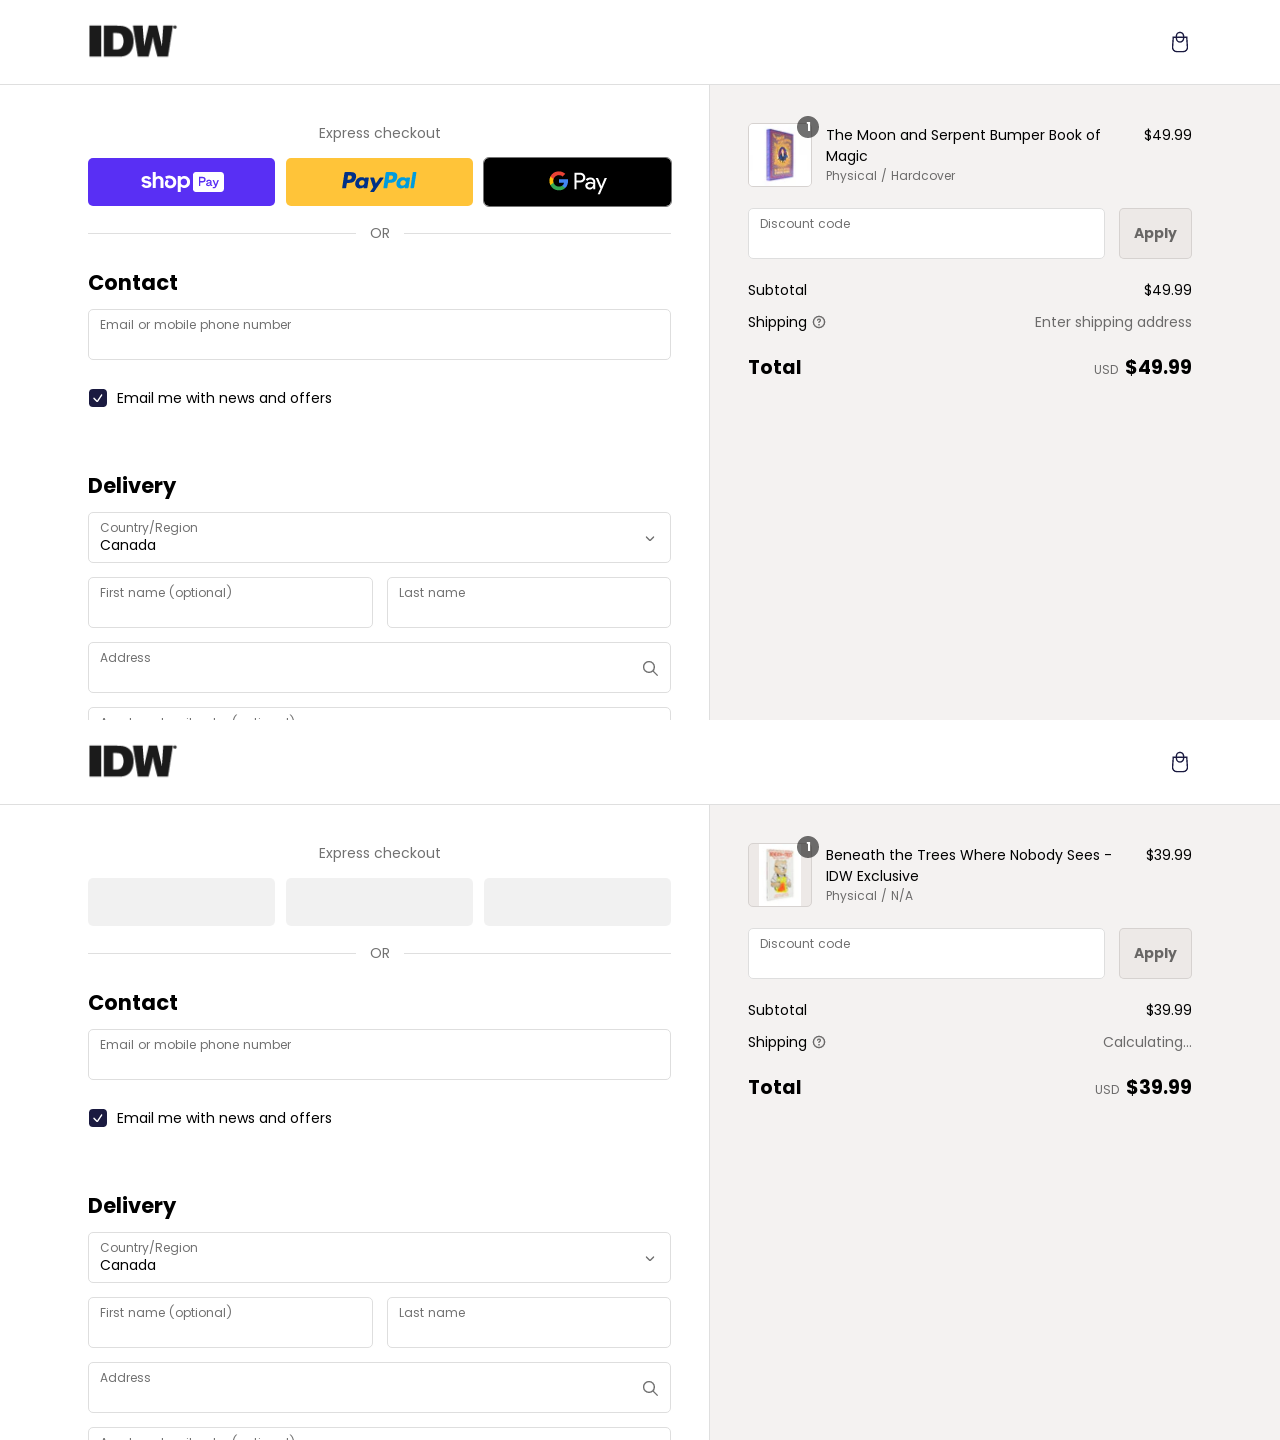 IDW
Express checkout
shop Pay
PayPal
G Pay
OR
Contact
Email or mobile phone number
Email me with news and offers
Delivery
Country/Region
Canada
First name (optional)
Last name
Address
1
The Moon and Serpent Bumper Book of
Magic
Physical / Hardcover
$49.99
Discount code
Apply
Subtotal
$49.99
Shipping
Enter shipping address
Total
USD $49.99
IDW
Express checkout
OR
Contact
Email or mobile phone number
Email me with news and offers
Delivery
Country/Region
Canada
First name (optional)
Last name
Address
1
Beneath the Trees Where Nobody Sees -
IDW Exclusive
Physical / N/A
$39.99
Discount code
Apply
Subtotal
$39.99
Shipping
Calculating...
Total
USD $39.99